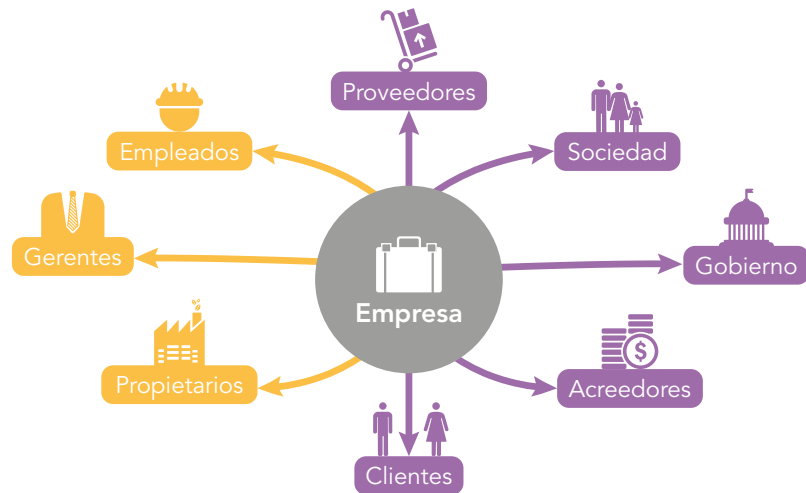 Proveedores
Empleados
Sociedad
Gerentes
Gobierno
Empresa
$
Propietarios
Acreedores
Clientes